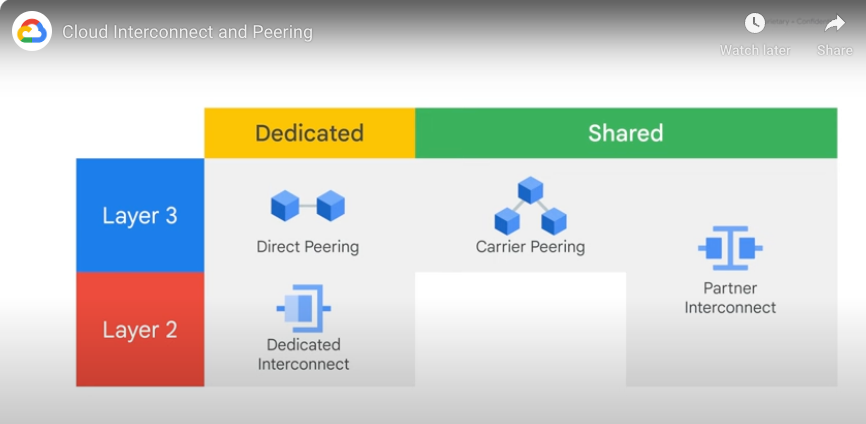 Cloud Interconnect and Peering
Watch later
Share
Dedicated
Shared
Layer 3
Direct Peering
Carrier Peering
Partner
Interconnect
Layer 2
Dedicated
Interconnect